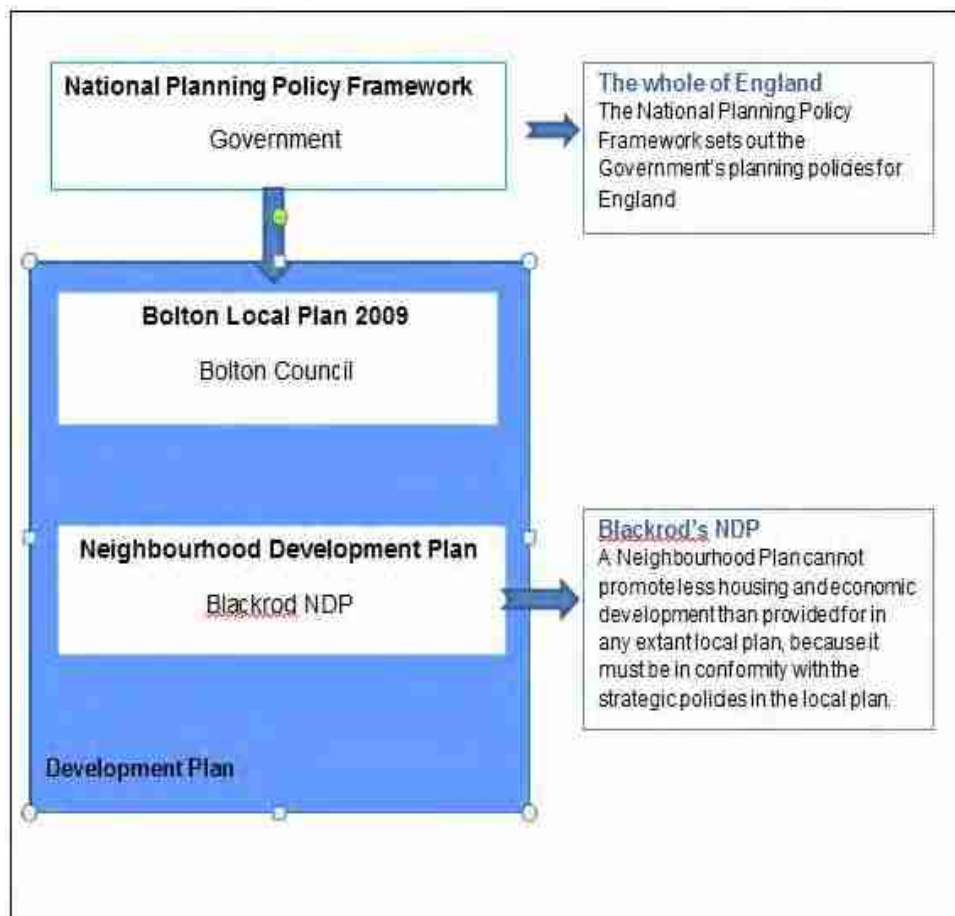 National Planning Policy Framework
Government
The whole of England
The National Planning Policy
Framework sets out the
Government's planning policies for
England
Bolton Local Plan 2009
Bolton Council
Neighbourhood Development Plan
Blackrod NDP
Blackrod's NDP
A Neighbourhood Plan cannot
promote less housing and economic
development than provided for in
any extant local plan, because it
must be in conformity with the
strategic policies in the local plan.
Development Plan